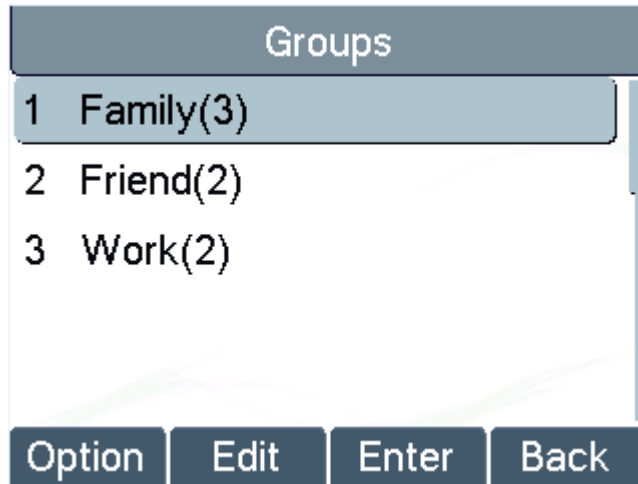 Groups
1 Family(3)
2 Friend(2)
3 Work(2)
Option Edit Enter Back